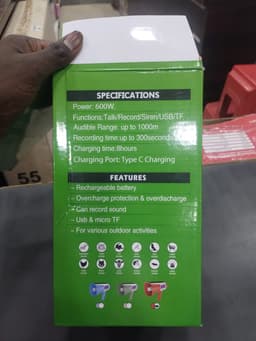 SPECIFICATIONS
Power: 600W.
Functions:Talk/Record/Siren/USB/TF
Audible Range: up to 1000m
Recording time:up to 300seconds
Charging time:8hours
Charging Port: Type C Charging
FEATURES
- Rechargeable battery
- Overcharge protection & overdischarge
- Can record sound
- Usb & micro TF
- For various outdoor activities
55